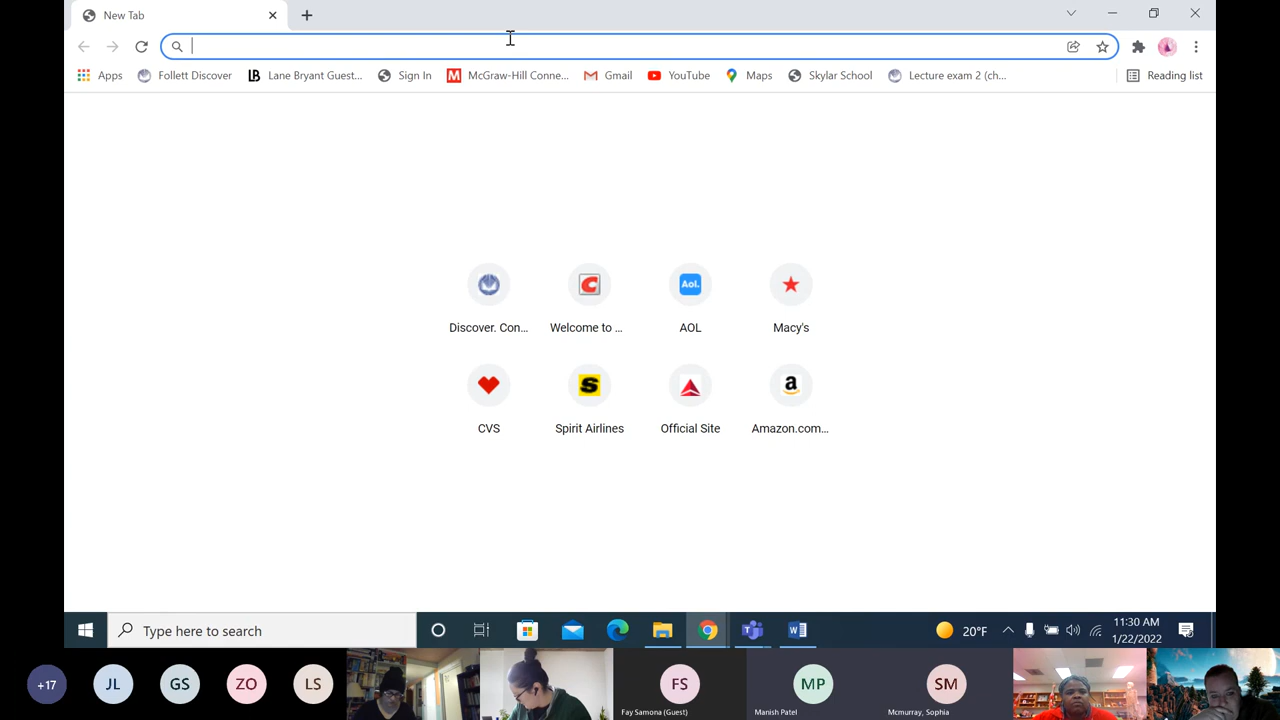 New Tab
Apps Follett Discover LB Lane Bryant Guest... Sign In M McGraw-Hill Conne... Gmail YouTube Maps Skylar School Lecture exam 2 (ch... Reading list
Aol.
Discover. Con... Welcome to ... AOL Macy's
S a
CVS Spirit Airlines Official Site Amazon.com...
Type here to search 20°F 11:30 AM
1/22/2022
+17 JL GS ZO LS FS MP SM
Fay Samona (Guest) Manish Patel Mcmurray, Sophia